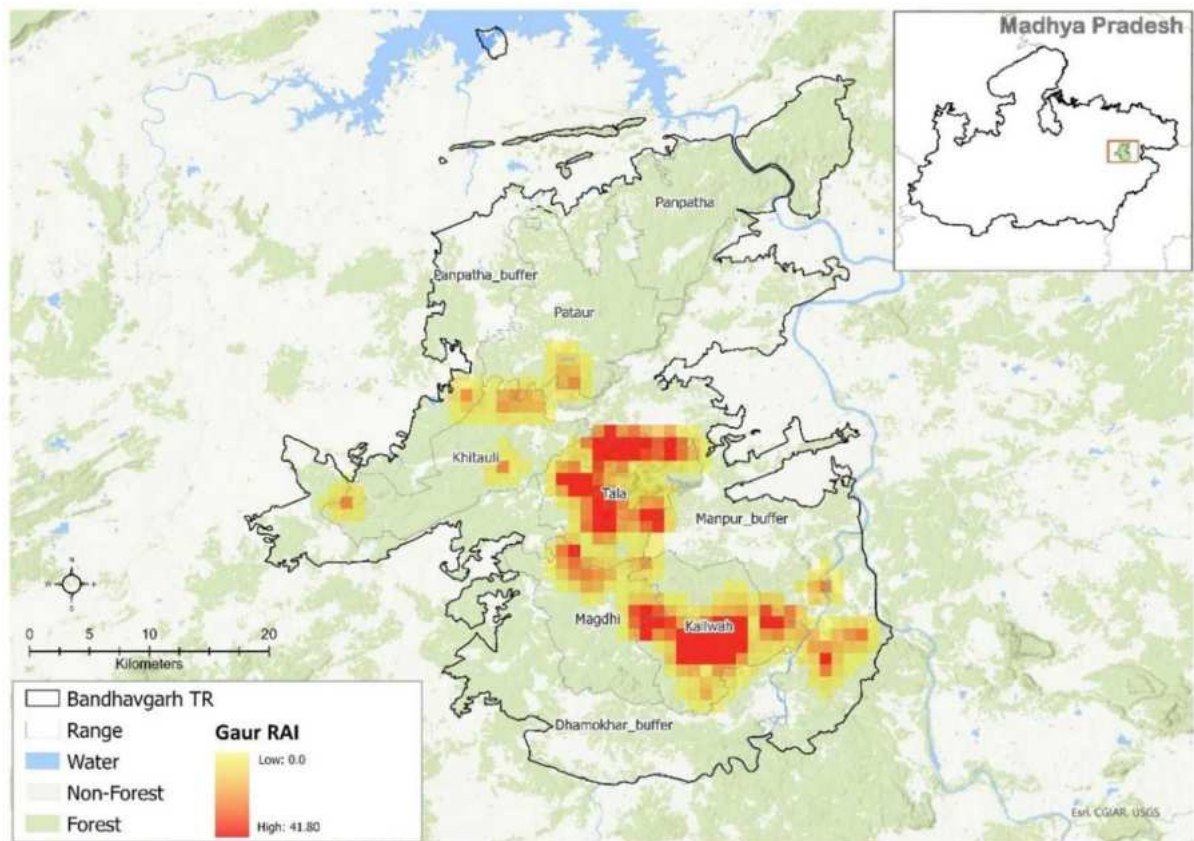 Madhya Pradesh
Panpatha
Panpatha_buffer
Pataur
Khitauli
Tala
Manpur_buffer
Magdhi
Kallwah
Dhamokhar_buffer
N
W
E
S
0 5 10 20
Kilometers
Bandhavgarh TR
Range
Water
Non-Forest
Forest
Gaur RAI
Low: 0.0
High: 41.80
Esri, CGIAR, USGS